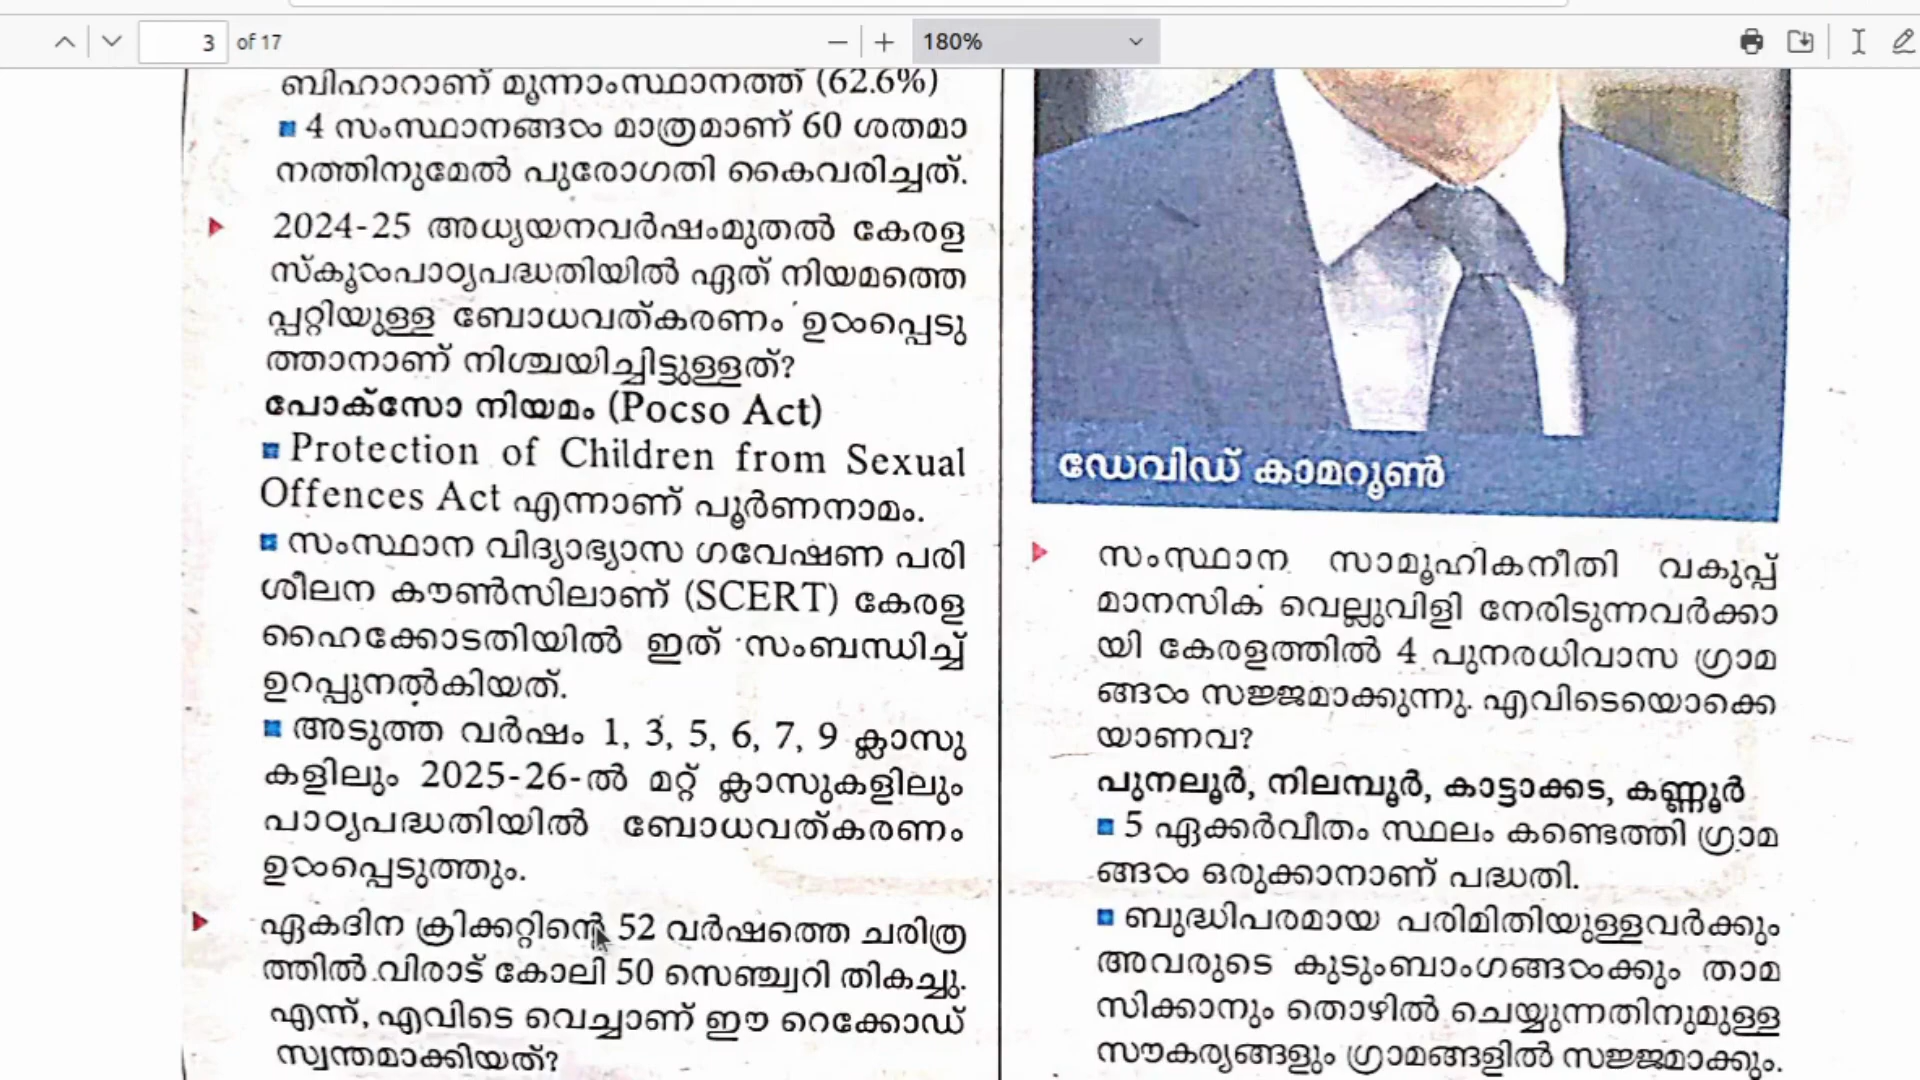 3 of 17
180%
ബിഹാറാണ് മൂന്നാംസ്ഥാനത്ത് (62.6%)
4 സംസ്ഥാനങ്ങൾ മാത്രമാണ് 60 ശതമാ
നത്തിനുമേൽ പുരോഗതി കൈവരിച്ചത്.
2024-25 അധ്യയനവർഷംമുതൽ കേരള
സ്കൂൾപാഠ്യപദ്ധതിയിൽ ഏത് നിയമത്തെ
പ്പറ്റിയുള്ള ബോധവത്കരണം ഉൾപ്പെടു
ത്താനാണ് നിശ്ചയിച്ചിട്ടുള്ളത്?
പോക്സോ നിയമം (Pocso Act)
Protection of Children from Sexual
Offences Act എന്നാണ് പൂർണനാമം.
സംസ്ഥാന വിദ്യാഭ്യാസ ഗവേഷണ പരി
ശീലന കൗൺസിലാണ് (SCERT) കേരള
ഹൈക്കോടതിയിൽ ഇത് സംബന്ധിച്ച്
ഉറപ്പുനൽകിയത്.
അടുത്ത വർഷം 1, 3, 5, 6, 7, 9 ക്ലാസു
കളിലും 2025-26-ൽ മറ്റ് ക്ലാസുകളിലും
പാഠ്യപദ്ധതിയിൽ ബോധവത്കരണം
ഉൾപ്പെടുത്തും.
ഏകദിന ക്രിക്കറ്റിന്റെ 52 വർഷത്തെ ചരിത്ര
ത്തിൽ വിരാട് കോലി 50 സെഞ്ച്വറി തികച്ചു.
എന്ന്, എവിടെ വെച്ചാണ് ഈ റെക്കോഡ്
സ്വന്തമാക്കിയത്?
ഡേവിഡ് കാമറൂൺ
സംസ്ഥാന സാമൂഹികനീതി വകുപ്പ്
മാനസിക വെല്ലുവിളി നേരിടുന്നവർക്കാ
യി കേരളത്തിൽ 4 പുനരധിവാസ ഗ്രാമ
ങ്ങൾ സജ്ജമാക്കുന്നു. എവിടെയൊക്കെ
യാണവ?
പുനലൂർ, നിലമ്പൂർ, കാട്ടാക്കട, കണ്ണൂർ
5 ഏക്കർവീതം സ്ഥലം കണ്ടെത്തി ഗ്രാമ
ങ്ങൾ ഒരുക്കാനാണ് പദ്ധതി.
ബുദ്ധിപരമായ പരിമിതിയുള്ളവർക്കും
അവരുടെ കുടുംബാംഗങ്ങൾക്കും താമ
സിക്കാനും തൊഴിൽ ചെയ്യുന്നതിനുമുള്ള
സൗകര്യങ്ങളും ഗ്രാമങ്ങളിൽ സജ്ജമാക്കും.